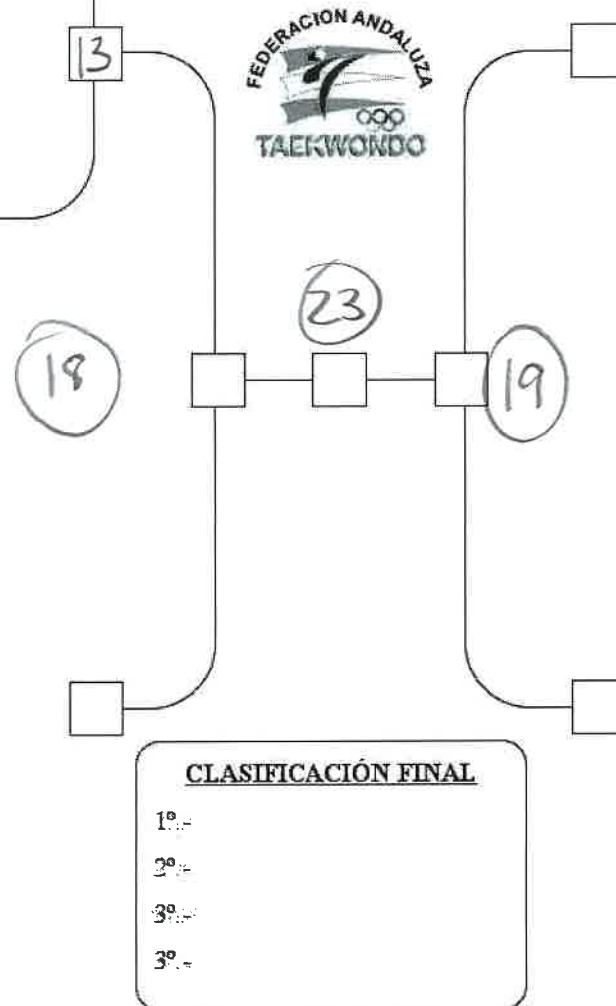 13
FEDERACION ANDALUZA
TAEKWONDO
23
18
19
CLASIFICACIÓN FINAL
1º.-
2º.-
3º.-
3º.-